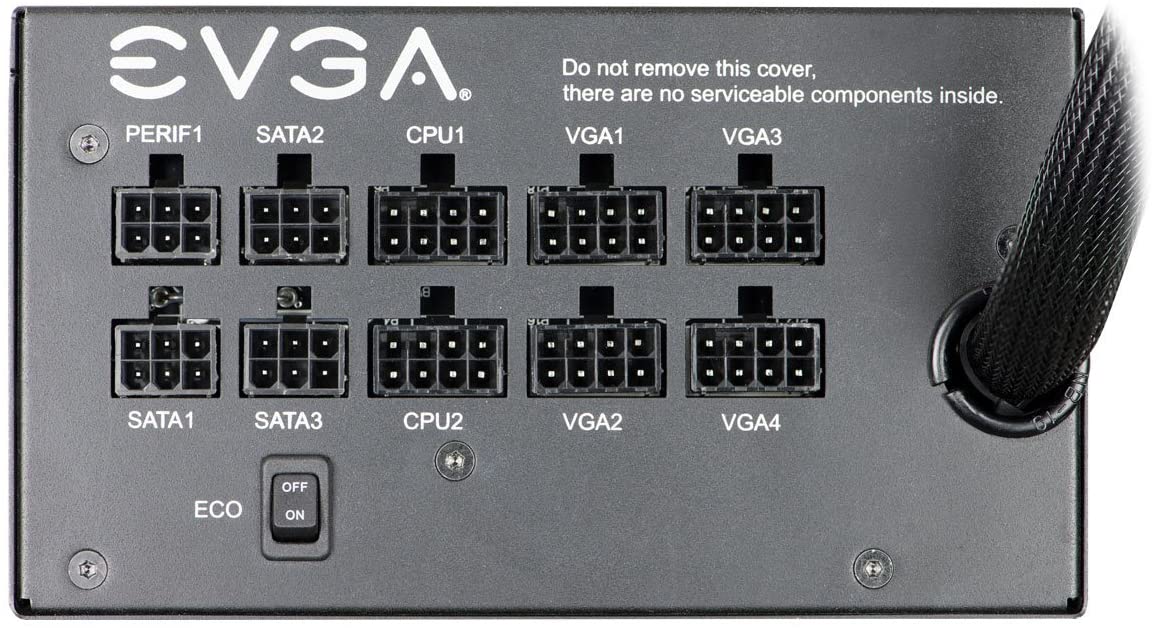 EVGA®
Do not remove this cover,
there are no serviceable components inside.
PERIF1 SATA2 CPU1 VGA1 VGA3
SATA1 SATA3 CPU2 VGA2 VGA4
ECO
OFF
ON